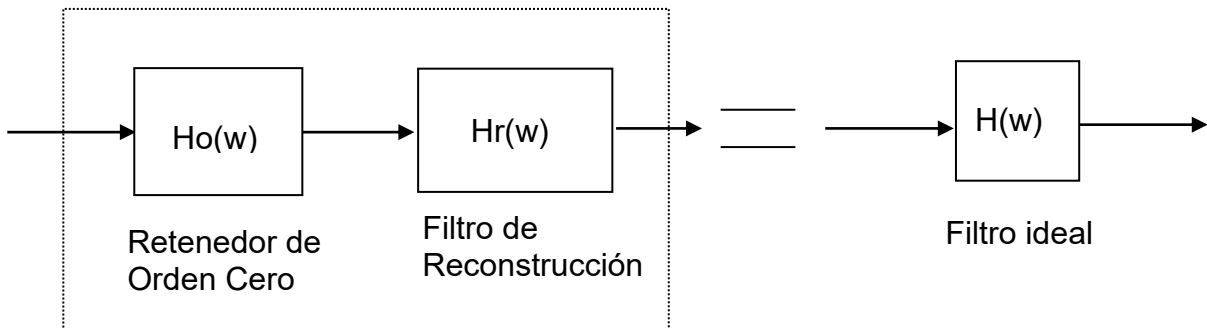 Ho(w)
Hr(w)
H(w)
Retenedor de
Orden Cero
Filtro de
Reconstrucción
Filtro ideal